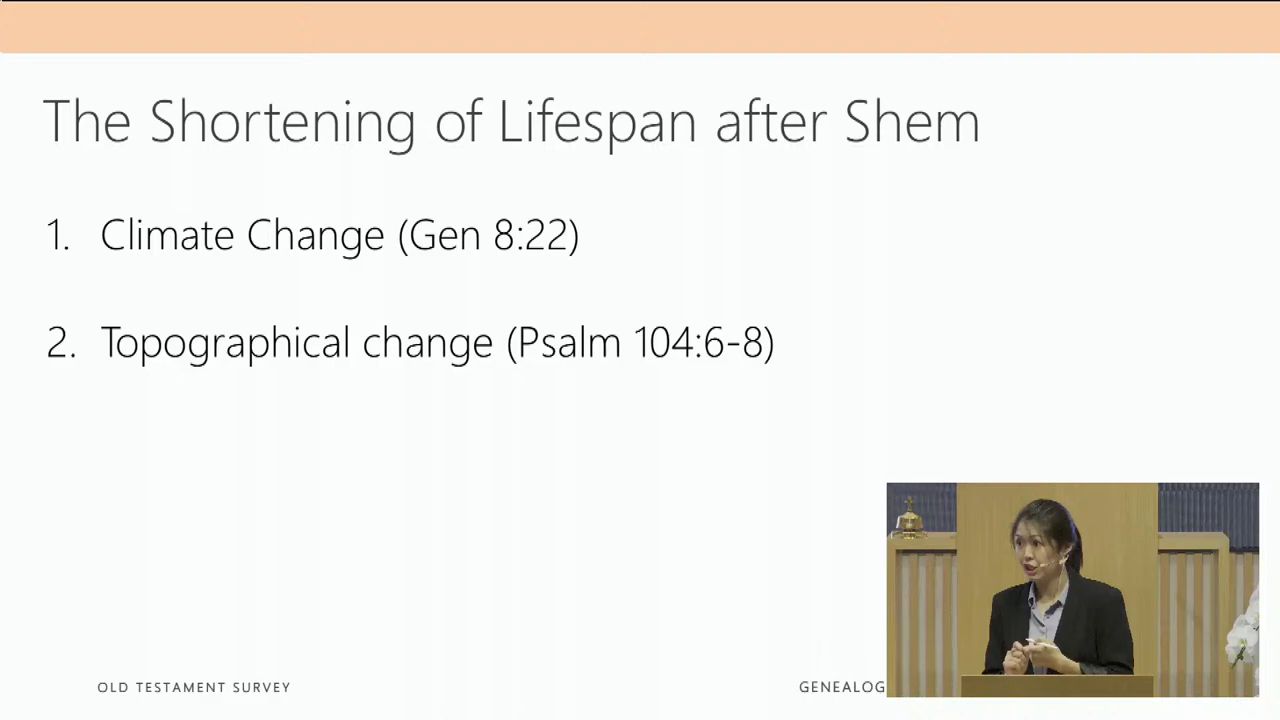 The Shortening of Lifespan after Shem
1. Climate Change (Gen 8:22)
2. Topographical change (Psalm 104:6-8)
OLD TESTAMENT SURVEY
GENEALOG